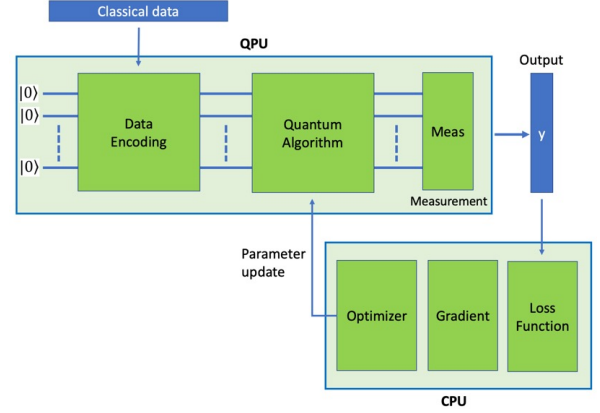 Classical data
QPU
Output
|0⟩
|0⟩
|0⟩
Data
Encoding
Quantum
Algorithm
Meas
y
Measurement
Parameter
update
Optimizer
Gradient
Loss
Function
CPU